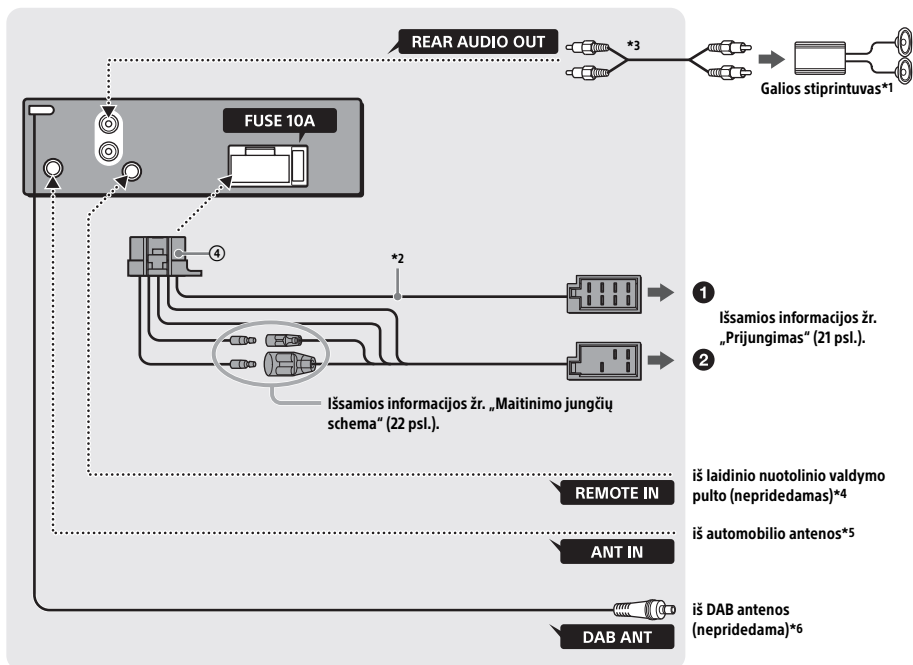 REAR AUDIO OUT
*3
Galios stiprintuvas*1
FUSE 10A
④
*2
❶
Išsamios informacijos žr.
„Prijungimas“ (21 psl.).
❷
Išsamios informacijos žr. „Maitinimo jungčių
schema“ (22 psl.).
REMOTE IN
iš laidinio nuotolinio valdymo
pulto (nepridedamas)*4
ANT IN
iš automobilio antenos*5
DAB ANT
iš DAB antenos
(nepridedama)*6